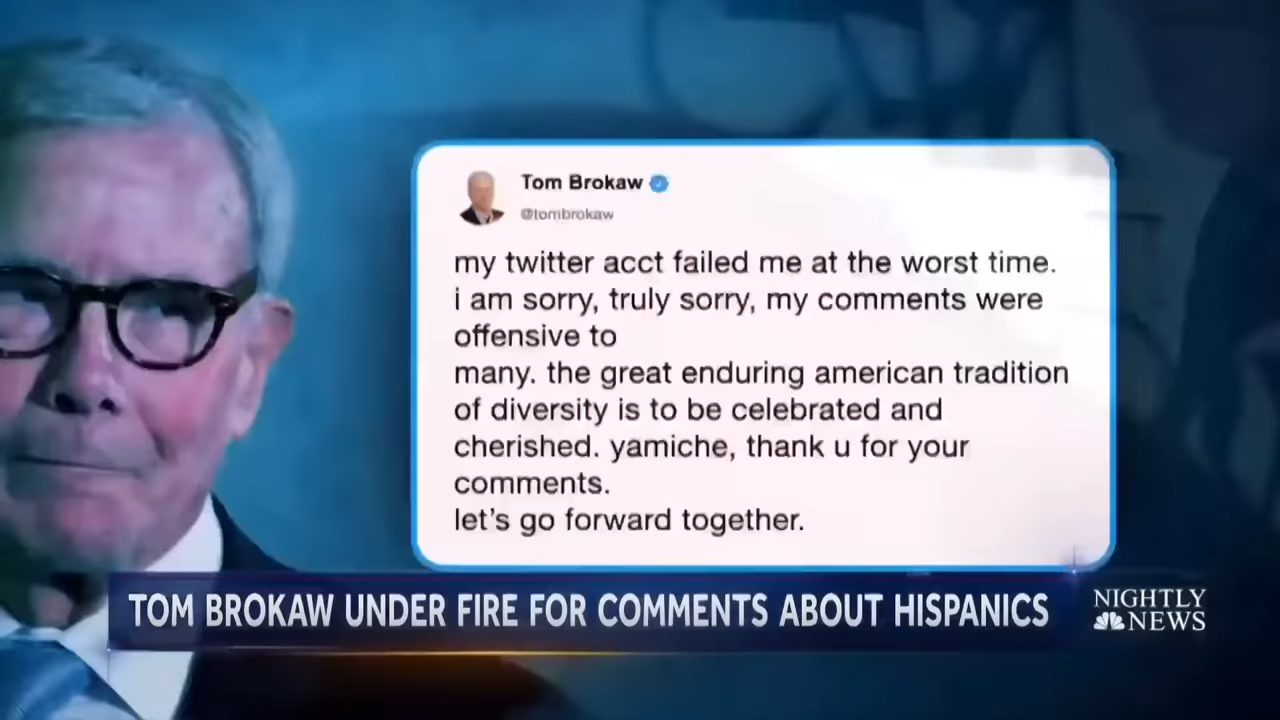 Tom Brokaw
@tombrokaw
my twitter acct failed me at the worst time.
i am sorry, truly sorry, my comments were
offensive to
many. the great enduring american tradition
of diversity is to be celebrated and
cherished. yamiche, thank u for your
comments.
let's go forward together.
TOM BROKAW UNDER FIRE FOR COMMENTS ABOUT HISPANICS
NIGHTLY
NEWS